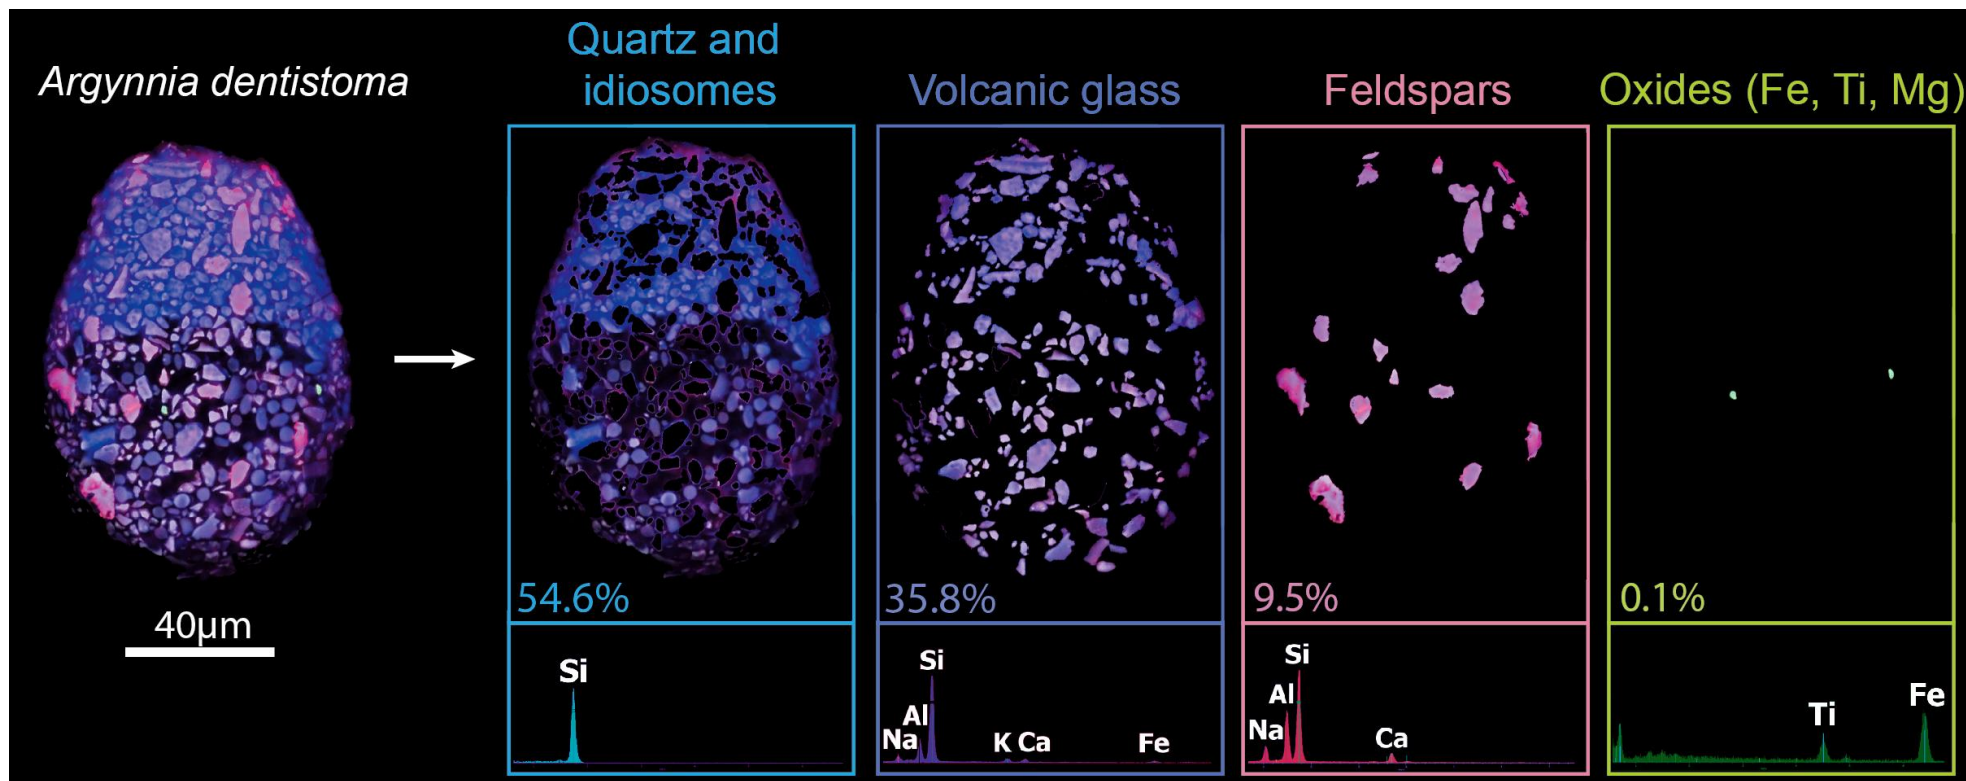 Argynnia dentistoma
40µm
Quartz and
idiosomes
54.6%
Si
Volcanic glass
35.8%
Si
Al
Na
K Ca
Fe
Feldspars
9.5%
Si
Al
Na
Ca
Oxides (Fe, Ti, Mg)
0.1%
Ti
Fe